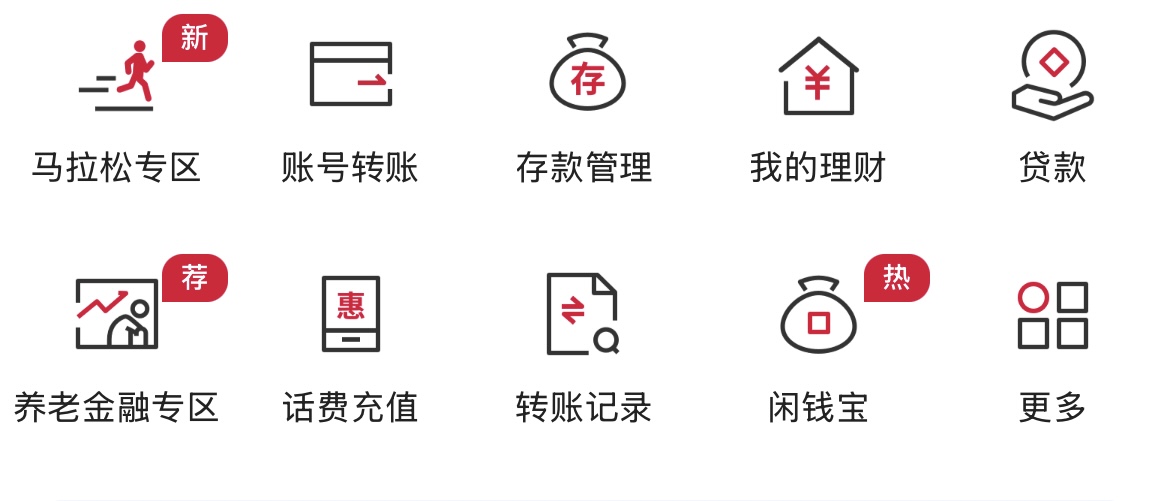 新
存
¥
马拉松专区 账号转账 存款管理 我的理财 贷款
荐
热
惠
养老金融专区 话费充值 转账记录 闲钱宝 更多